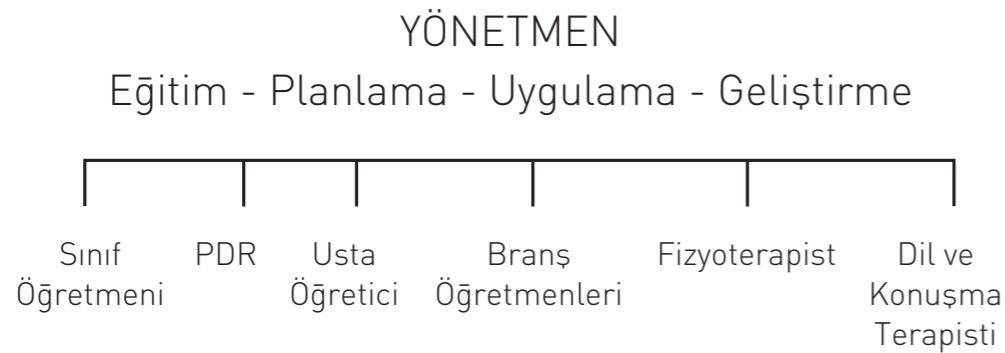 YÖNETMEN
Eğitim - Planlama - Uygulama - Geliştirme
Sınıf
Öğretmeni
PDR
Usta
Öğretici
Branş
Öğretmenleri
Fizyoterapist
Dil ve
Konuşma
Terapisti